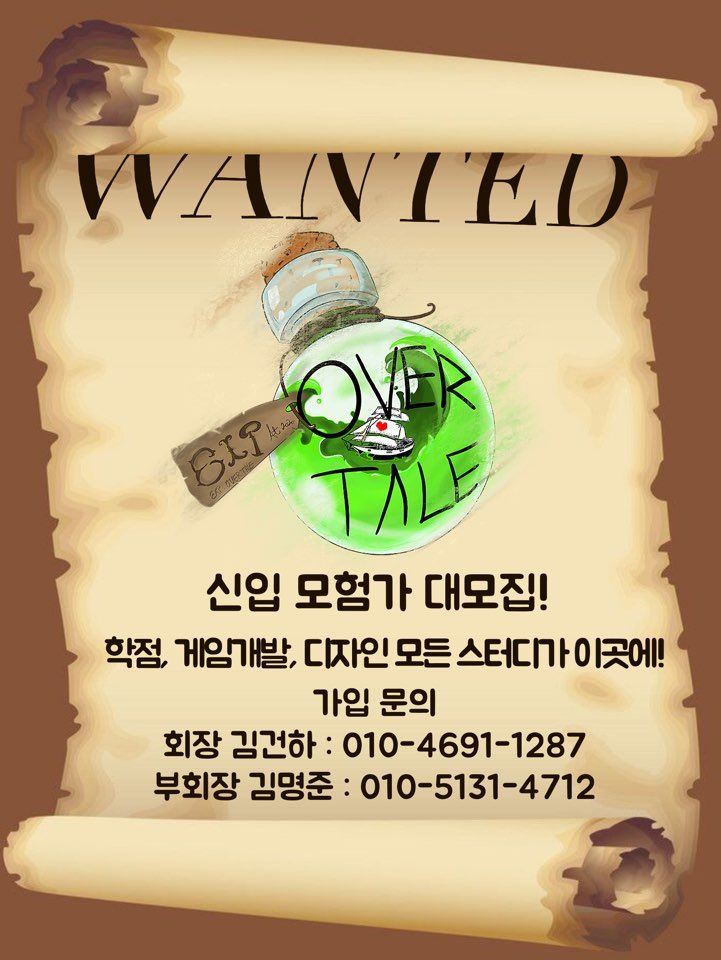 WANTED
OVER
TALE
신입 모험가 대모집!
학점, 게임개발, 디자인 모든 스터디가 이곳에!
가입 문의
회장 김건하 : 010-4691-1287
부회장 김명준 : 010-5131-4712